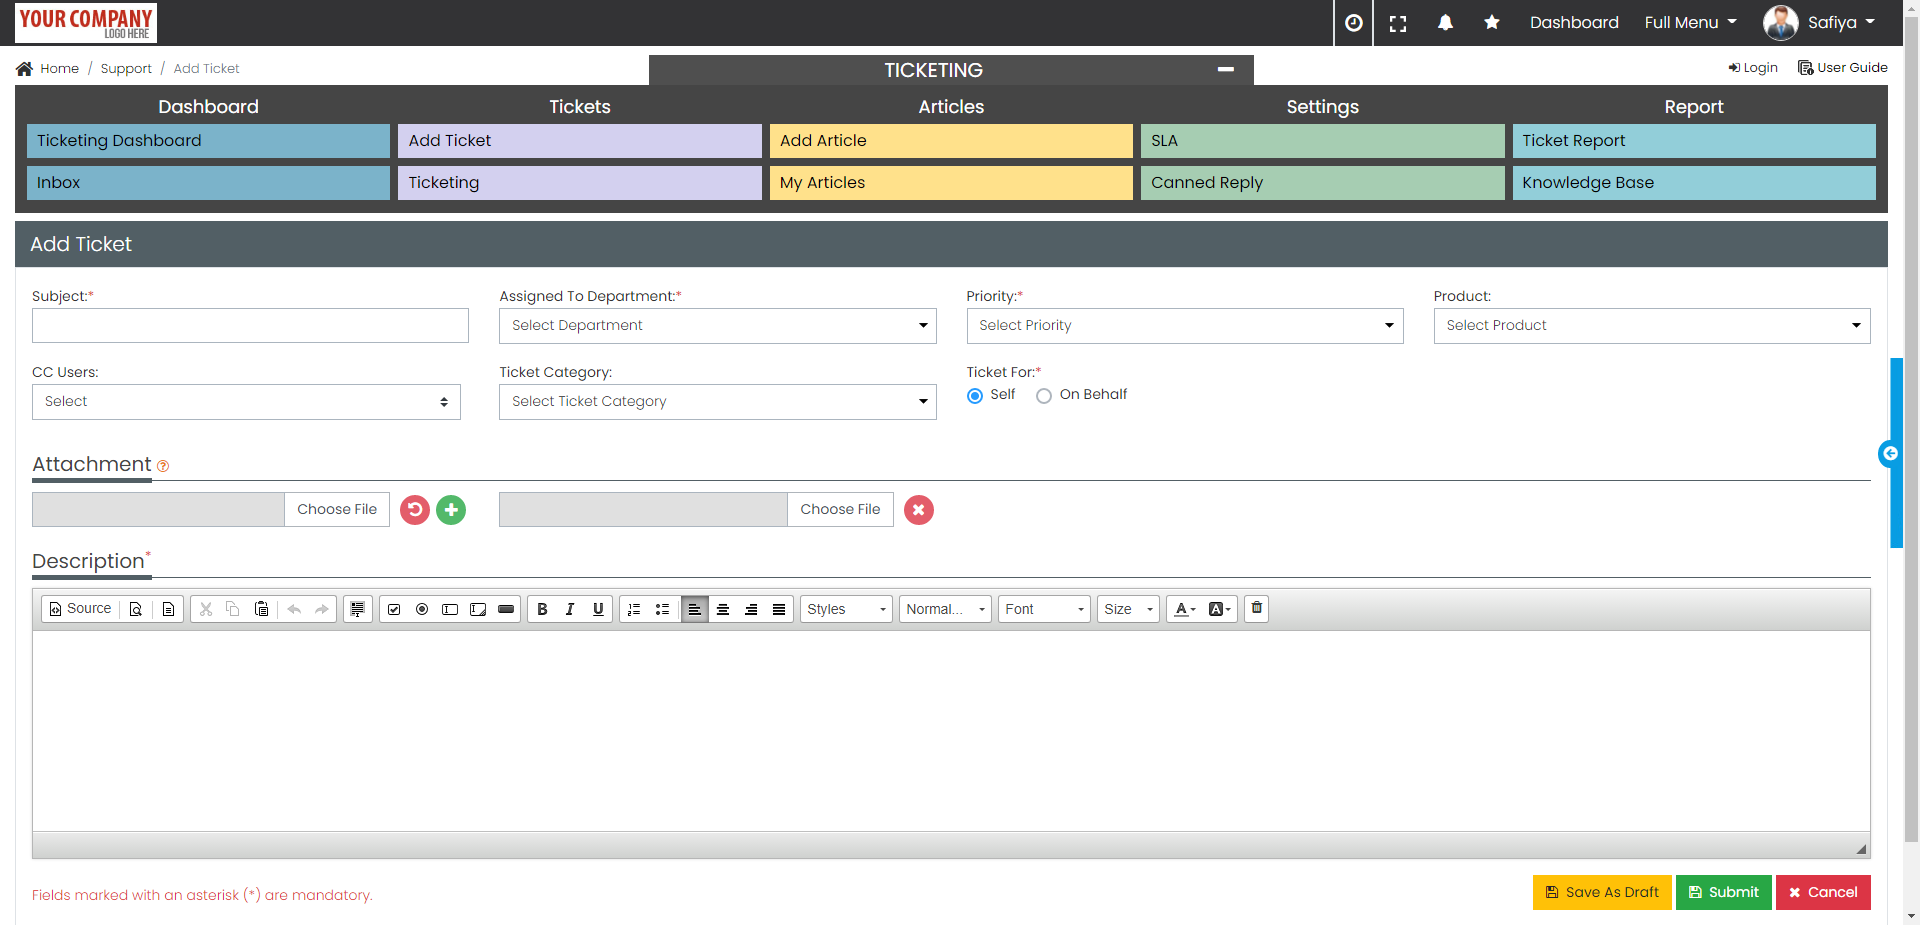 YOUR COMPANY
LOGO HERE
Dashboard Full Menu Safiya
Home / Support / Add Ticket
TICKETING
Login User Guide
Dashboard Tickets Articles Settings Report
Ticketing Dashboard Add Ticket Add Article SLA Ticket Report
Inbox Ticketing My Articles Canned Reply Knowledge Base
Add Ticket
Subject:* Assigned To Department:* Priority:* Product:
Select Department Select Priority Select Product
CC Users: Ticket Category: Ticket For:*
Select Select Ticket Category Self On Behalf
Attachment
Choose File Choose File
Description*
Source B I U Styles Normal... Font Size A A
Fields marked with an asterisk (*) are mandatory.
Save As Draft Submit Cancel